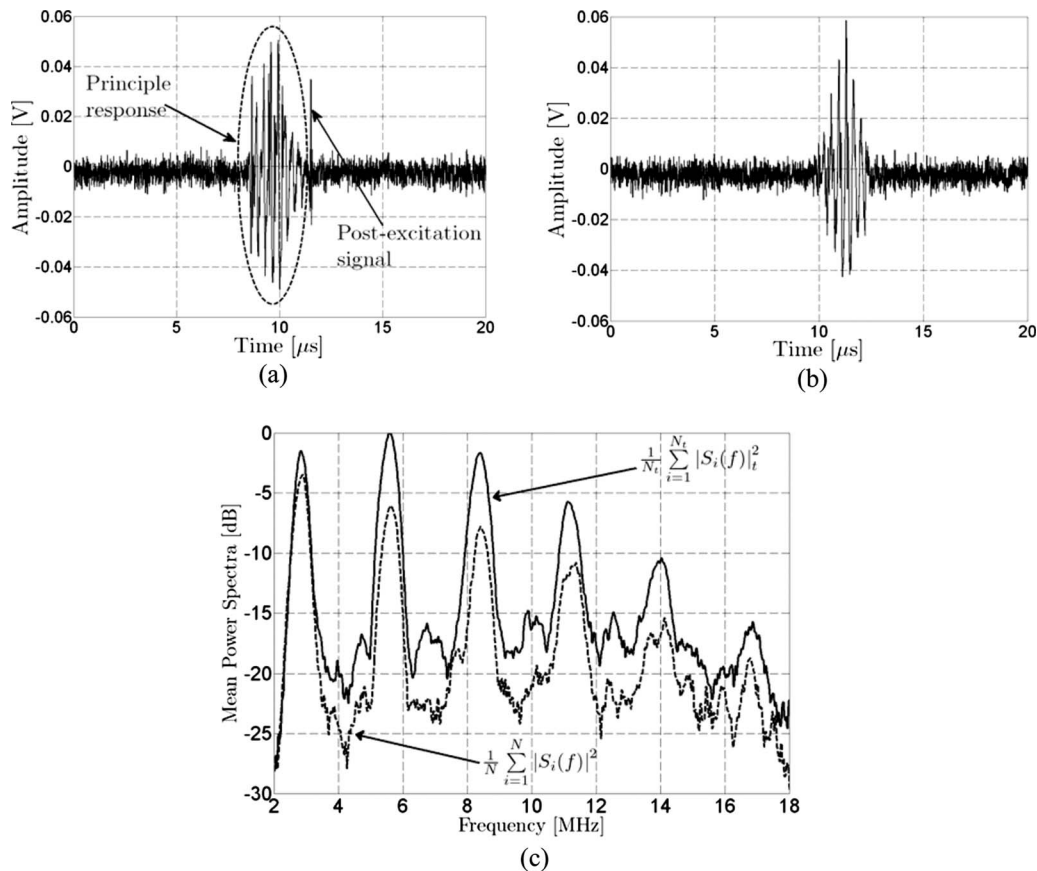 0.06
0.04
0.02
0
-0.02
-0.04
-0.06
Amplitude [V]
Principle
response
Post-excitation
signal
0 5 10 15 20
Time [μs]
(a)
0.06
0.04
0.02
0
-0.02
-0.04
-0.06
Amplitude [V]
0 5 10 15 20
Time [μs]
(b)
0
-5
-10
-15
-20
-25
-30
Mean Power Spectra [dB]
1/N_t ∑_{i=1}^{N_t} |S_i(f)|_t^2
1/N ∑_{i=1}^{N} |S_i(f)|^2
2 4 6 8 10 12 14 16 18
Frequency [MHz]
(c)